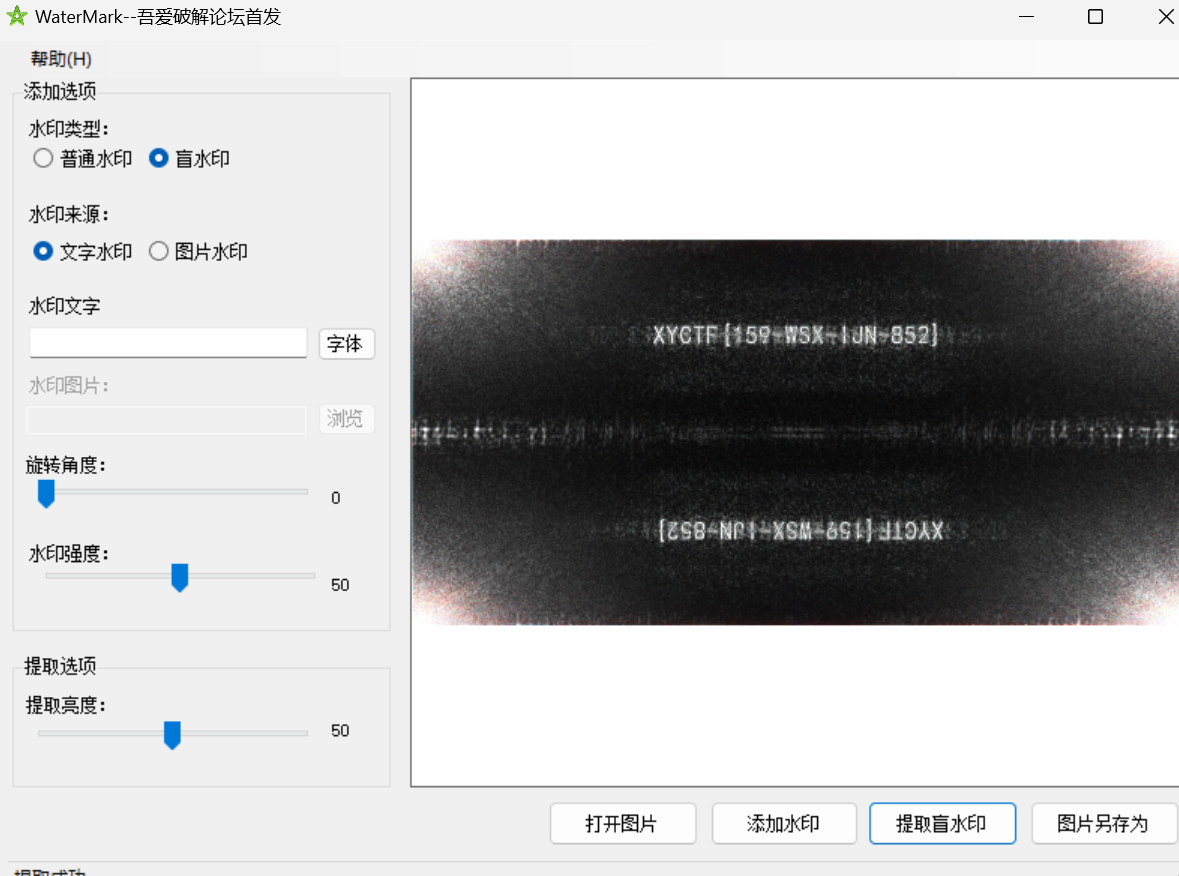 WaterMark--吾爱破解论坛首发
帮助(H)
添加选项
水印类型:
普通水印 盲水印
水印来源:
文字水印 图片水印
水印文字
字体
水印图片:
浏览
旋转角度:
0
水印强度:
50
提取选项
提取亮度:
50
XYCTF{159-WSX-IJN-852}
XYCTF{159-WSX-IJN-852}
打开图片 添加水印 提取盲水印 图片另存为
提取成功